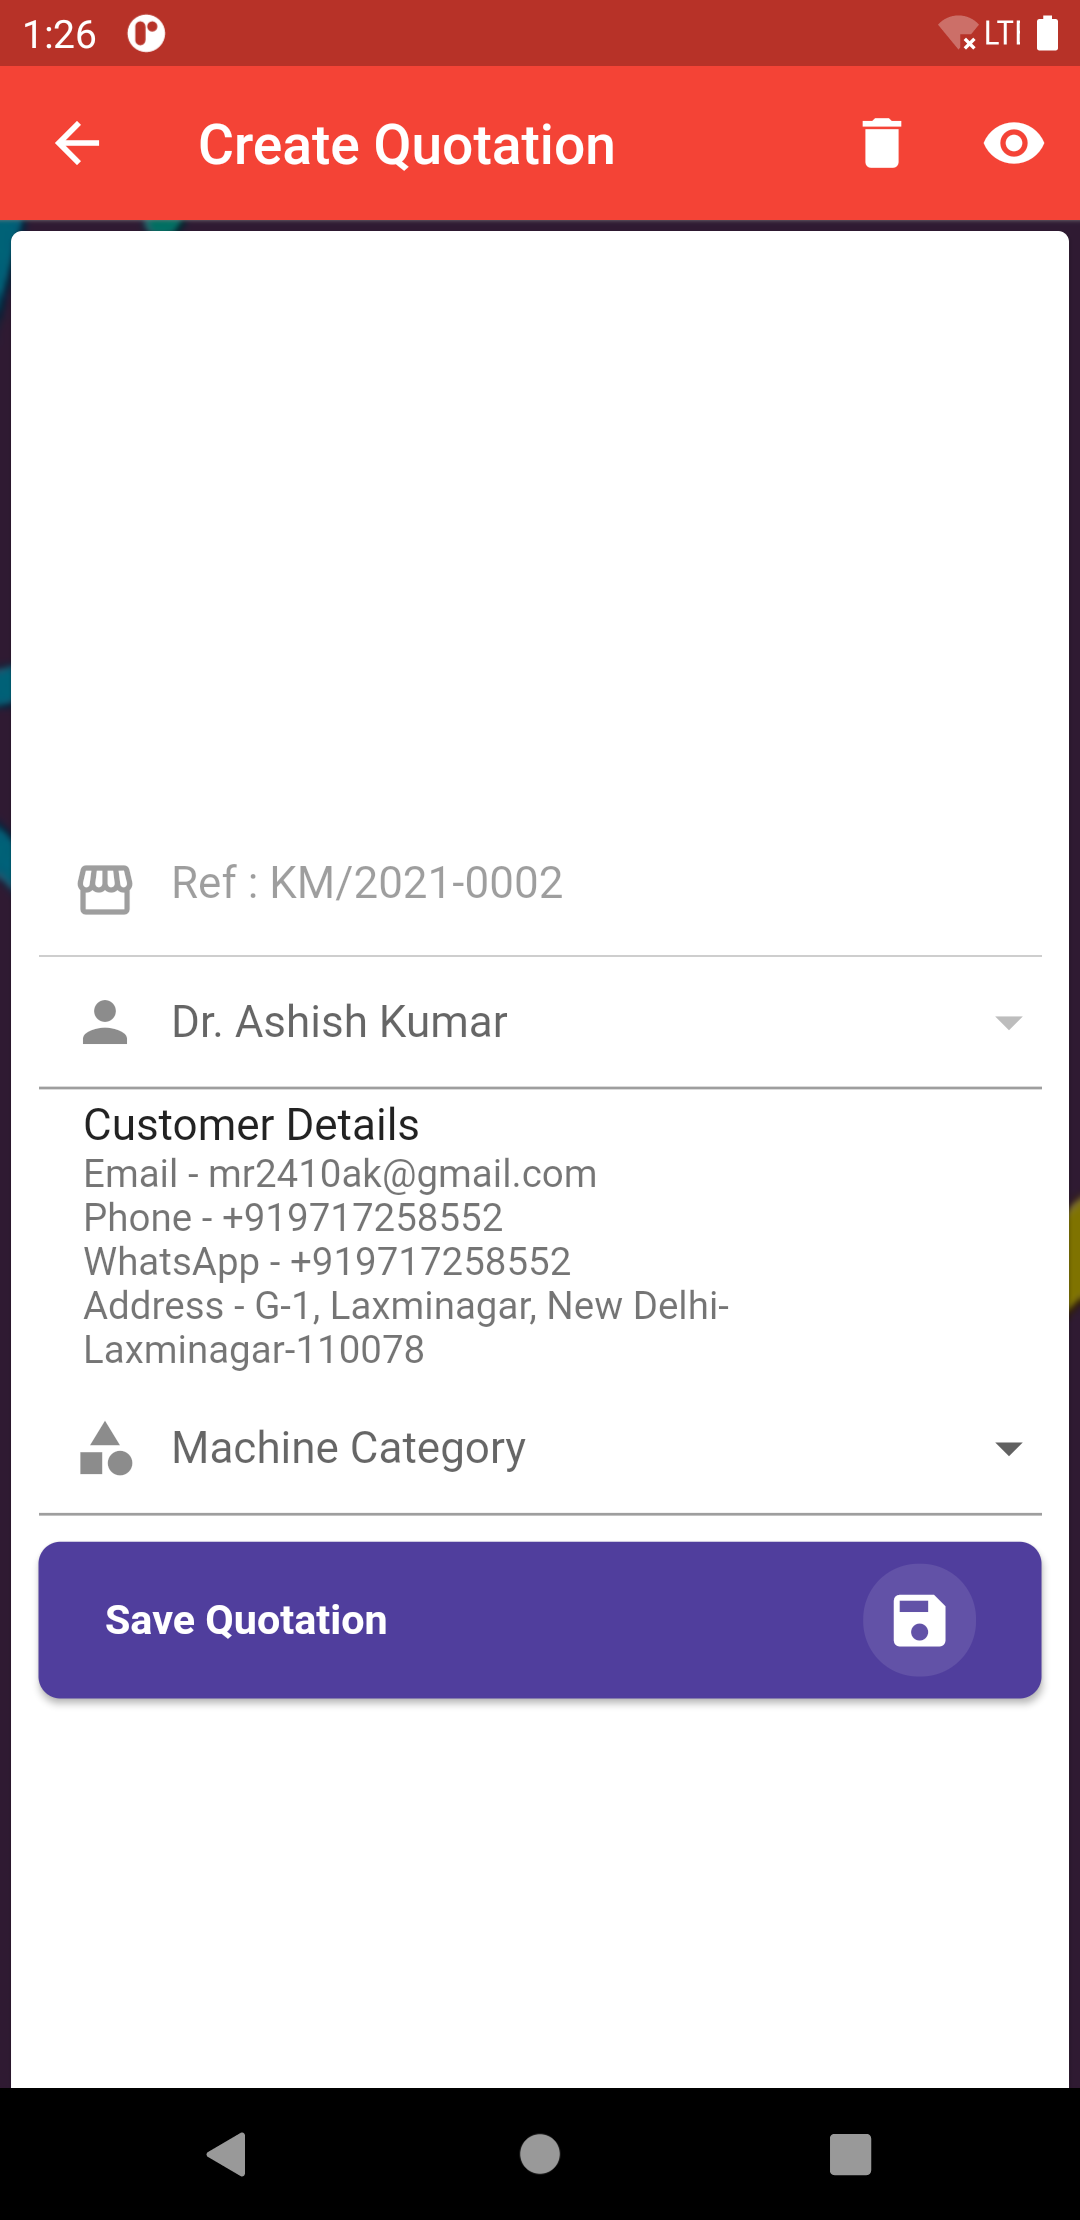 1:26
LTI
Create Quotation
Ref : KM/2021-0002
Dr. Ashish Kumar
Customer Details
Email - mr2410ak@gmail.com
Phone - +919717258552
WhatsApp - +919717258552
Address - G-1, Laxminagar, New Delhi-
Laxminagar-110078
Machine Category
Save Quotation